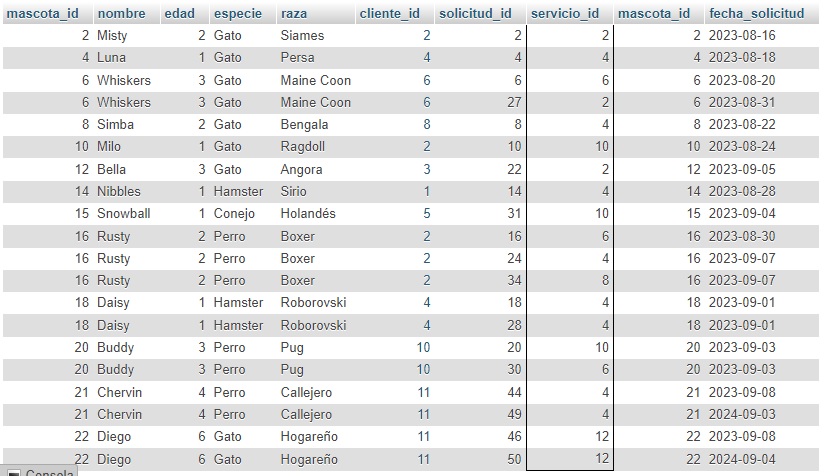 mascota_id nombre edad especie raza cliente_id solicitud_id servicio_id mascota_id fecha_solicitud
2 Misty 2 Gato Siames 2 2 2 2 2023-08-16
4 Luna 1 Gato Persa 4 4 4 4 2023-08-18
6 Whiskers 3 Gato Maine Coon 6 6 6 6 2023-08-20
6 Whiskers 3 Gato Maine Coon 6 27 2 6 2023-08-31
8 Simba 2 Gato Bengala 8 8 4 8 2023-08-22
10 Milo 1 Gato Ragdoll 2 10 10 10 2023-08-24
12 Bella 3 Gato Angora 3 22 2 12 2023-09-05
14 Nibbles 1 Hamster Sirio 1 14 4 14 2023-08-28
15 Snowball 1 Conejo Holandés 5 31 10 15 2023-09-04
16 Rusty 2 Perro Boxer 2 16 6 16 2023-08-30
16 Rusty 2 Perro Boxer 2 24 4 16 2023-09-07
16 Rusty 2 Perro Boxer 2 34 8 16 2023-09-07
18 Daisy 1 Hamster Roborovski 4 18 4 18 2023-09-01
18 Daisy 1 Hamster Roborovski 4 28 4 18 2023-09-01
20 Buddy 3 Perro Pug 10 20 10 20 2023-09-03
20 Buddy 3 Perro Pug 10 30 6 20 2023-09-03
21 Chervin 4 Perro Callejero 11 44 4 21 2023-09-08
21 Chervin 4 Perro Callejero 11 49 4 21 2024-09-03
22 Diego 6 Gato Hogareño 11 46 12 22 2023-09-08
22 Diego 6 Gato Hogareño 11 50 12 22 2024-09-04
Consola